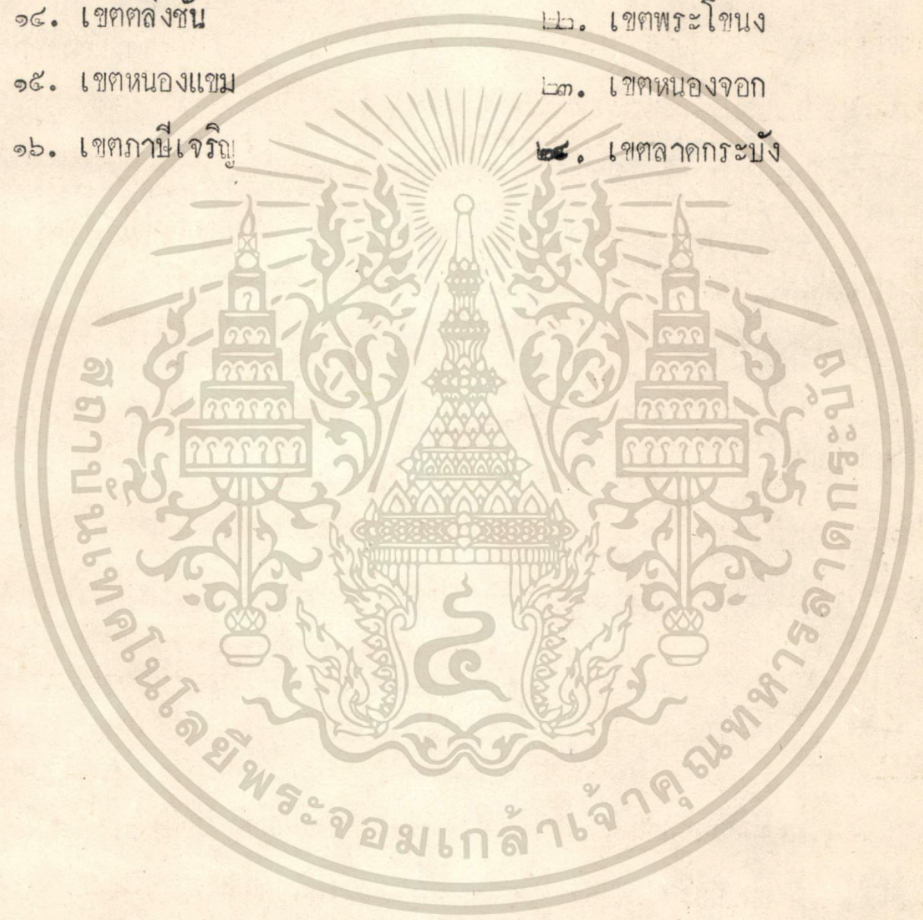 ๑๔. เขตตลิ่งชัน ๒๒. เขตพระโขนง
๑๕. เขตหนองแขม ๒๓. เขตหนองจอก
๑๖. เขตภาษีเจริญ ๒๔. เขตลาดกระบัง
๔
สถาบันเทคโนโลยีพระจอมเกล้าเจ้าคุณทหารลาดกระบัง